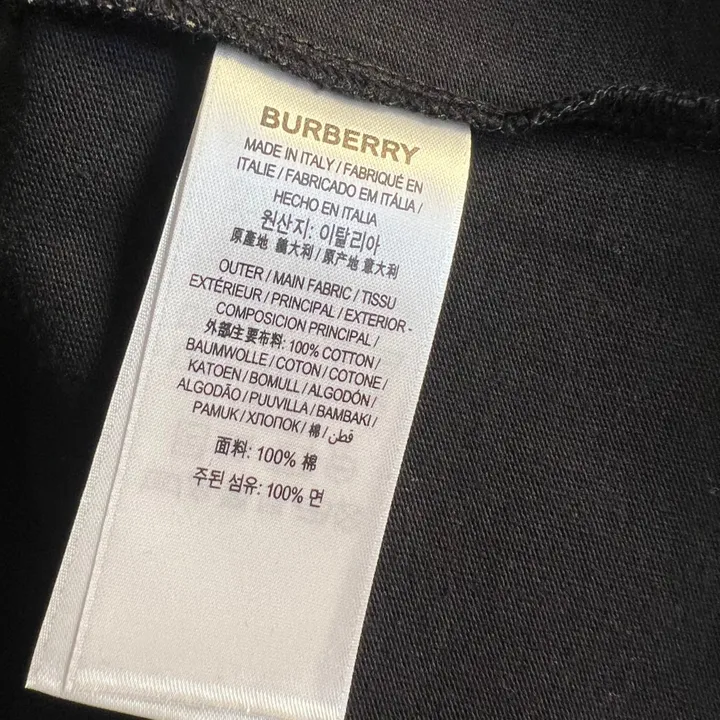 BURBERRY
MADE IN ITALY / FABRIQUÉ EN
ITALIE / FABRICADO EM ITÁLIA /
HECHO EN ITALIA
원산지: 이탈리아
原產地 義大利 / 原产地 意大利
OUTER / MAIN FABRIC / TISSU
EXTÉRIEUR / PRINCIPAL / EXTERIOR -
COMPOSICION PRINCIPAL /
外部主要布料: 100% COTTON /
BAUMWOLLE / COTON / COTONE /
KATOEN / BOMULL / ALGODÓN /
ALGODÃO / PUUVILLA / BAMBAKI /
PAMUK / ХЛОПОК / 棉 / قطن
面料: 100% 棉
주된 섬유: 100% 면